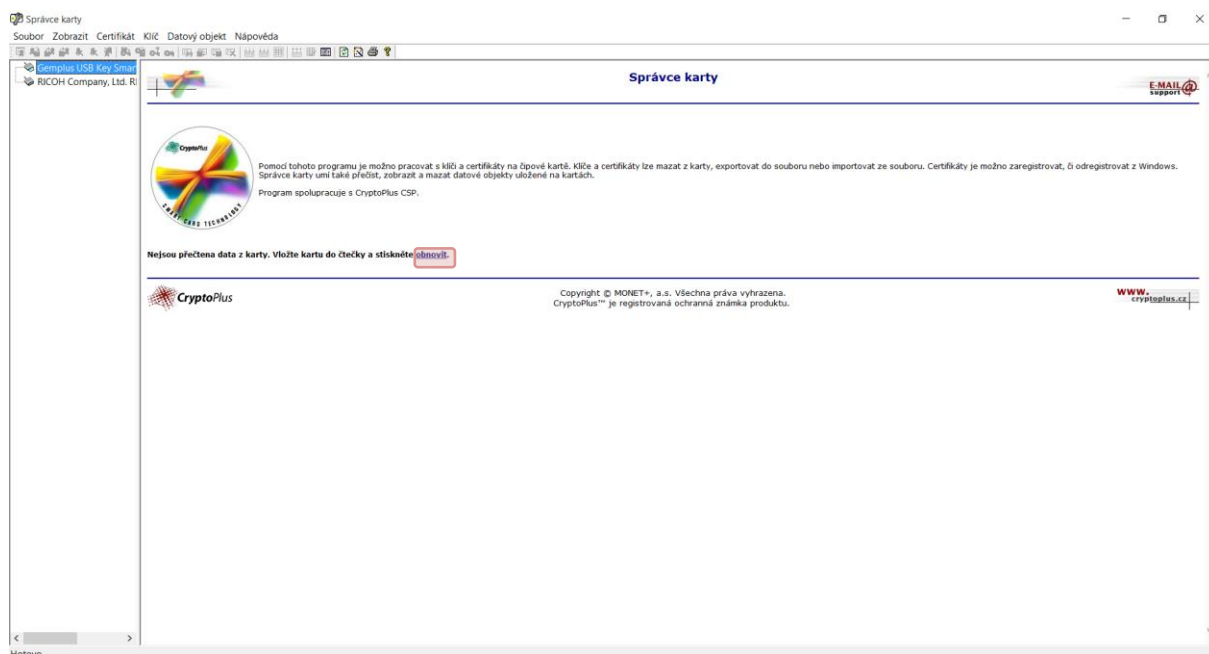 Správce karty
Soubor Zobrazit Certifikát Klíč Datový objekt Nápověda
Gemplus USB Key Smar
RICOH Company, Ltd. RI
Správce karty
E-MAIL @
support
CryptoPlus
SMART CARD TECHNOLOGY
Pomocí tohoto programu je možno pracovat s klíči a certifikáty na čipové kartě. Klíče a certifikáty lze mazat z karty, exportovat do souboru nebo importovat ze souboru. Certifikáty je možno zaregistrovat, či odregistrovat z Windows.
Správce karty umí také přečíst, zobrazit a mazat datové objekty uložené na kartách.
Program spolupracuje s CryptoPlus CSP.
Nejsou přečtena data z karty. Vložte kartu do čtečky a stiskněte obnovit.
CryptoPlus
Copyright © MONET+, a.s. Všechna práva vyhrazena.
CryptoPlus™ je registrovaná ochranná známka produktu.
www.
cryptoplus.cz
Hotovo